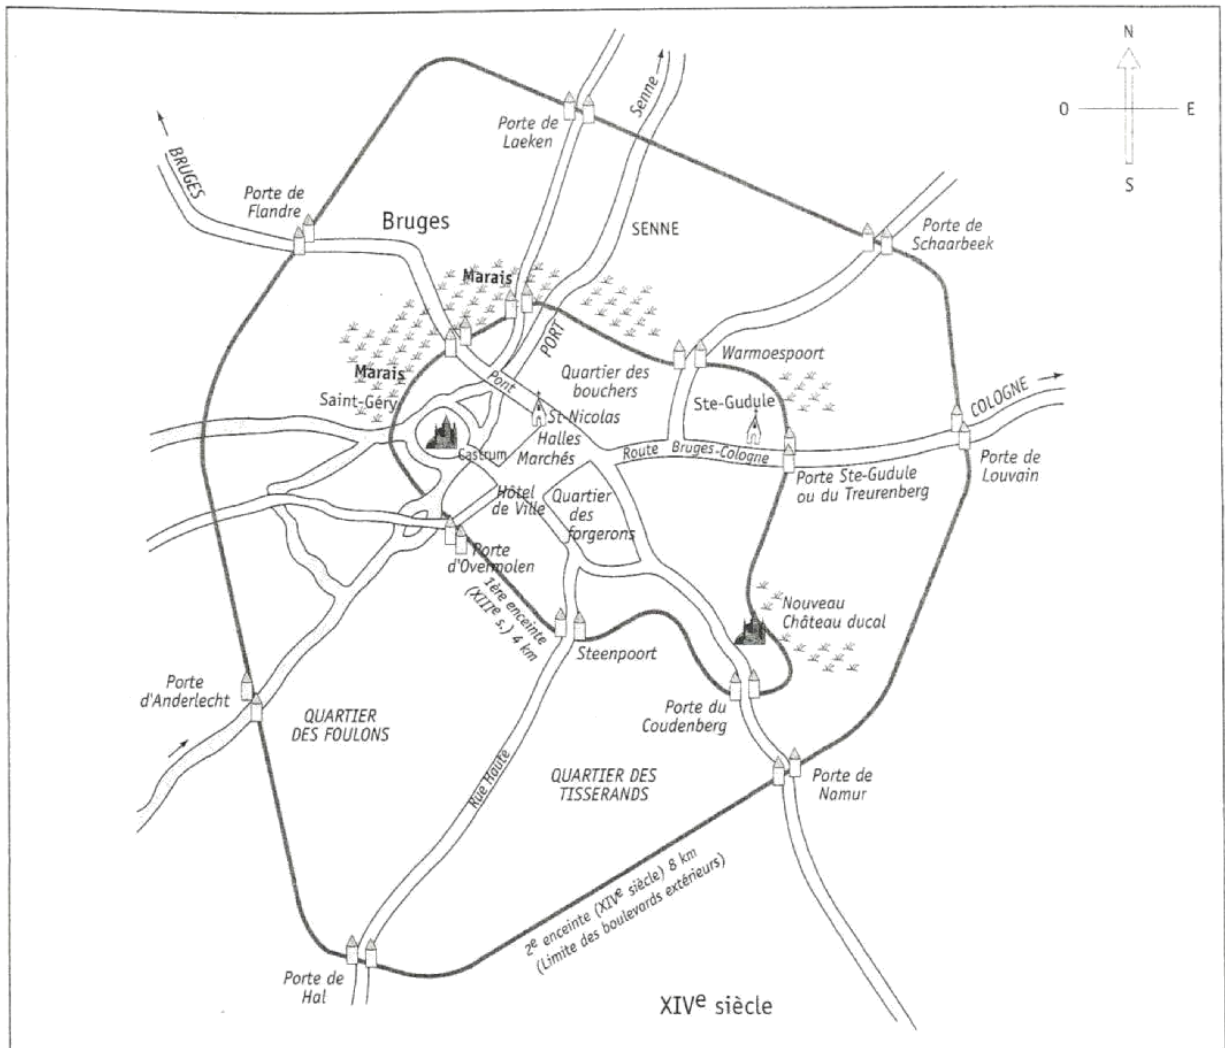 N
O
E
S
Senne
Porte de
Laeken
BRUGES
Porte de
Flandre
Bruges
SENNE
Porte de
Schaarbeek
Marais
PORT
Marais
Saint-Géry
Pont
Quartier des
bouchers
Warmoespoort
Ste-Gudule
COLOGNE
St-Nicolas
Halles
Marchés
Castrum
Route Bruges-Cologne
Porte de
Louvain
Porte Ste-Gudule
ou du Treurenberg
Hôtel
de Ville
Quartier
des
forgerons
Porte
d'Overmolen
1ère enceinte
(XIIIe s.) 4 km
Nouveau
Château ducal
Steenpoort
Porte
d'Anderlecht
QUARTIER
DES FOULONS
Porte du
Coudenberg
Rue Haute
QUARTIER DES
TISSERANDS
Porte de
Namur
2e enceinte (XIVe siècle) 8 km
(Limite des boulevards extérieurs)
Porte de
Hal
XIVe siècle